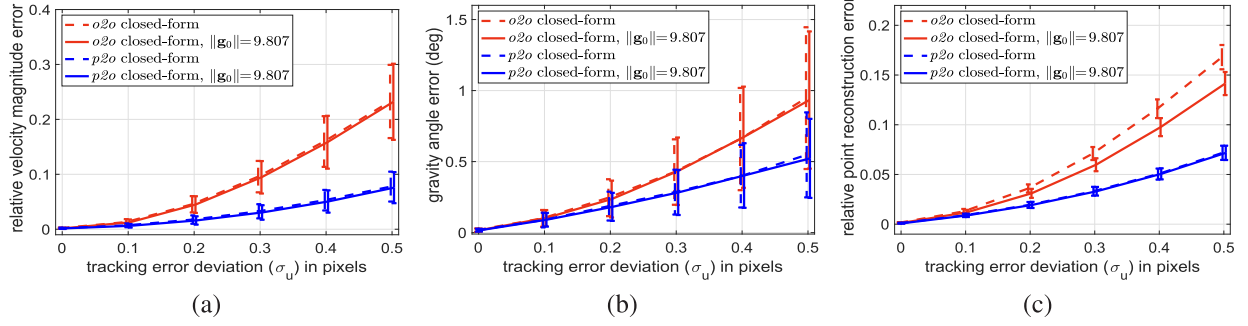 relative velocity magnitude error
0.4
0.3
0.2
0.1
0
o2o closed-form
o2o closed-form, ||g₀||=9.807
p2o closed-form
p2o closed-form, ||g₀||=9.807
0 0.1 0.2 0.3 0.4 0.5
tracking error deviation (σᵤ) in pixels
(a)
gravity angle error (deg)
1.5
1
0.5
0
o2o closed-form
o2o closed-form, ||g₀||=9.807
p2o closed-form
p2o closed-form, ||g₀||=9.807
0 0.1 0.2 0.3 0.4 0.5
tracking error deviation (σᵤ) in pixels
(b)
relative point reconstruction error
0.2
0.15
0.1
0.05
0
o2o closed-form
o2o closed-form, ||g₀||=9.807
p2o closed-form
p2o closed-form, ||g₀||=9.807
0 0.1 0.2 0.3 0.4 0.5
tracking error deviation (σᵤ) in pixels
(c)